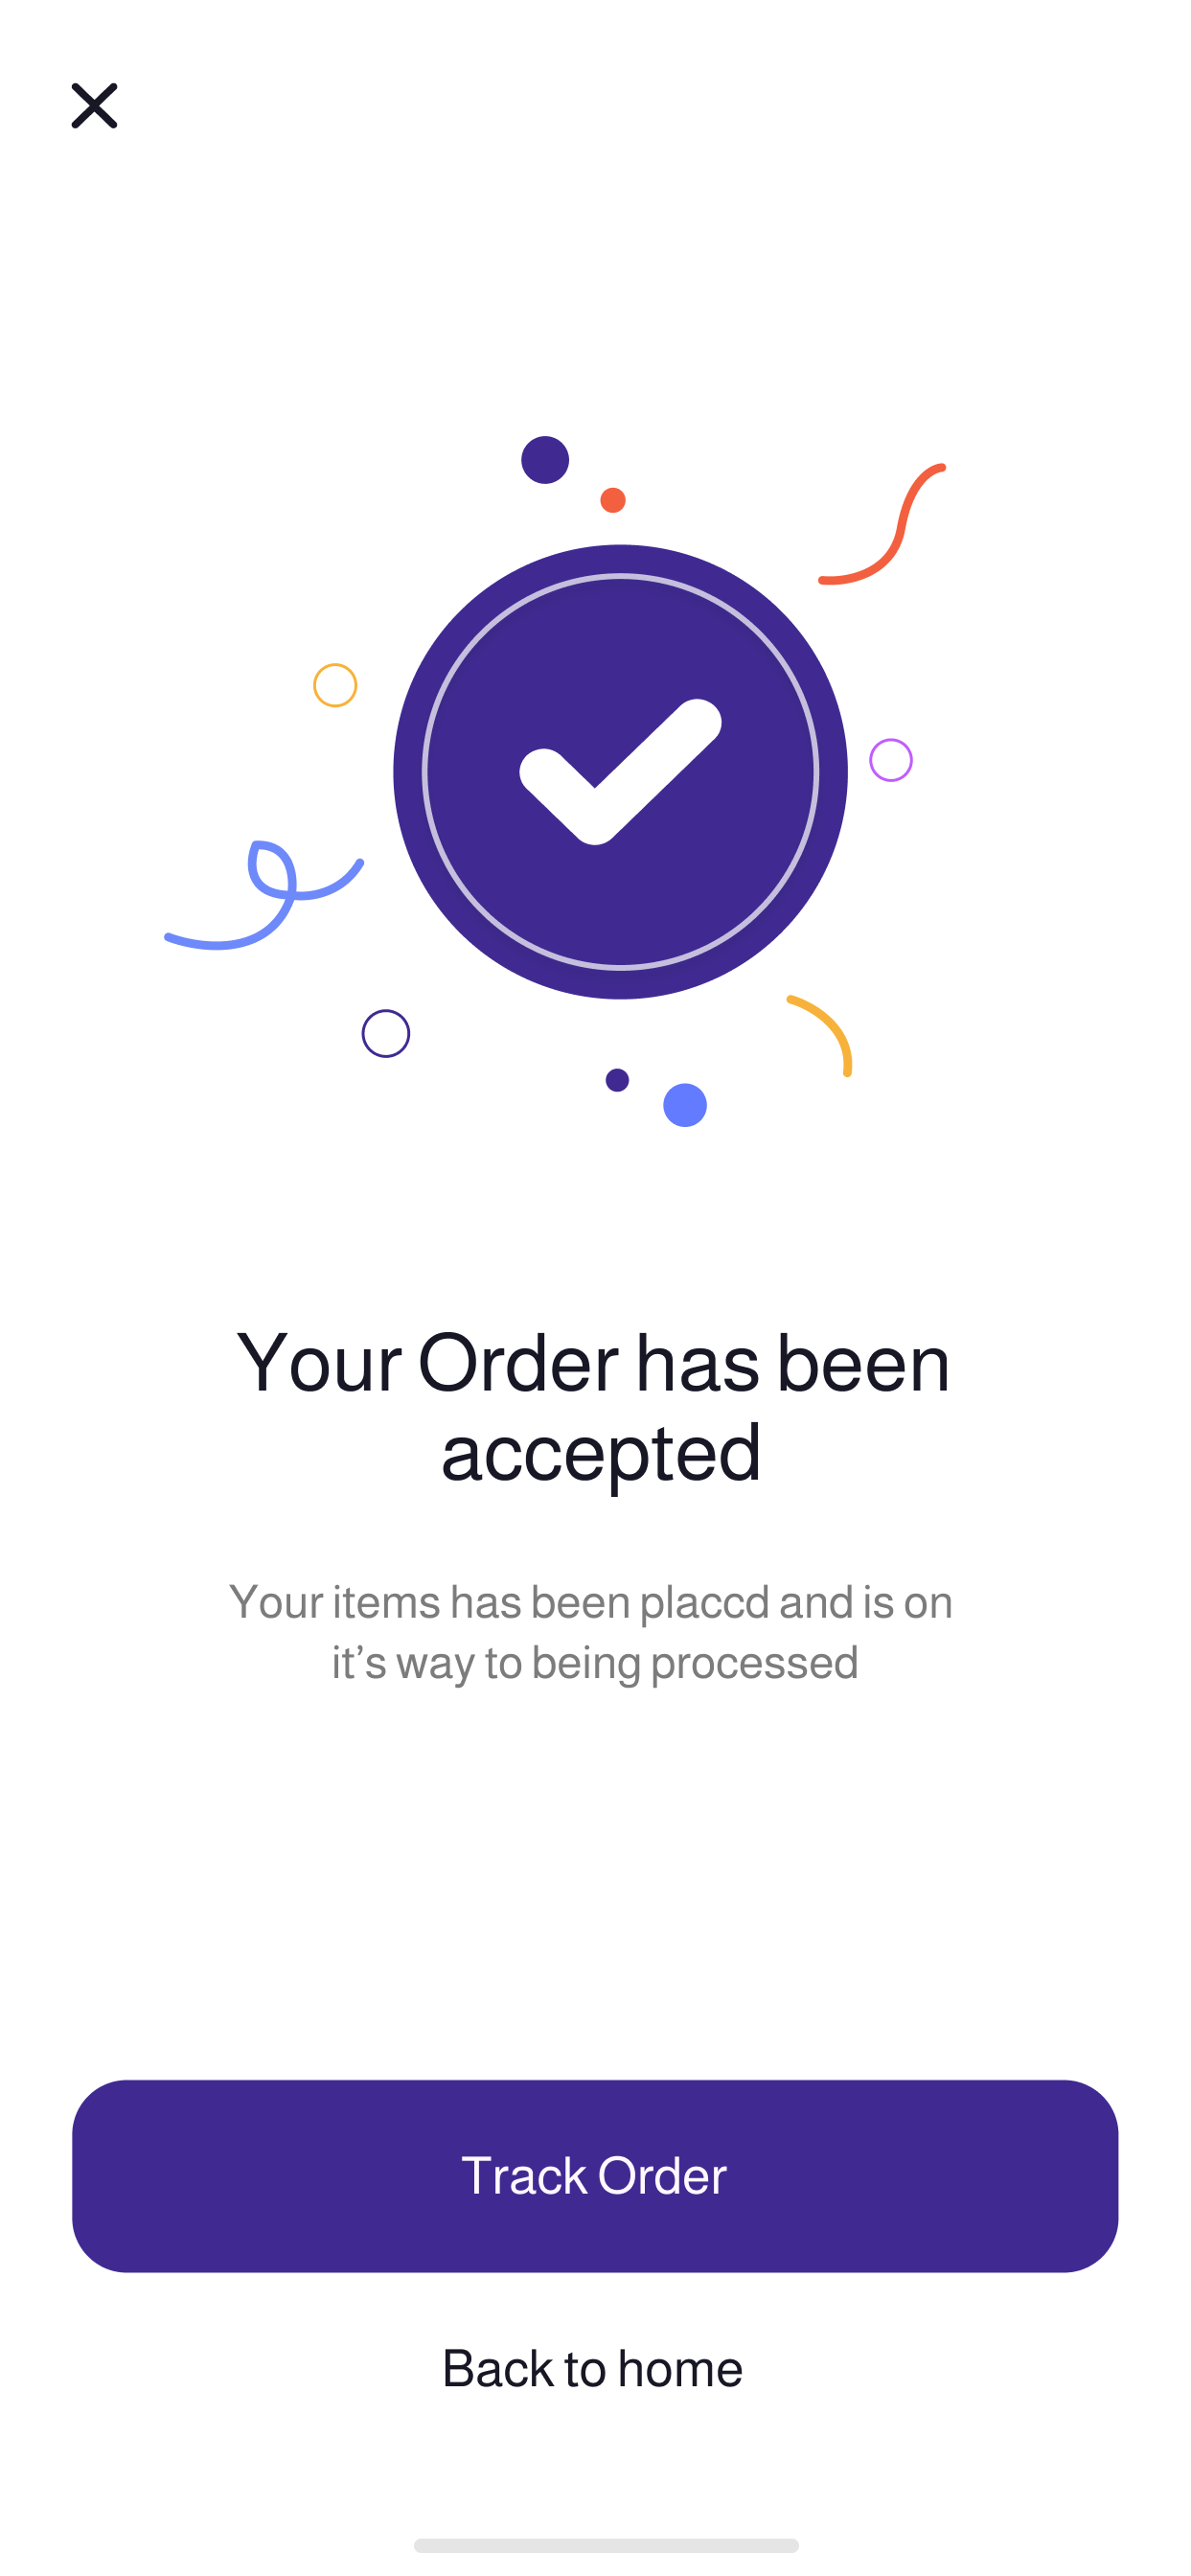 Your Order has been
accepted
Your items has been placcd and is on
it’s way to being processed
Track Order
Back to home